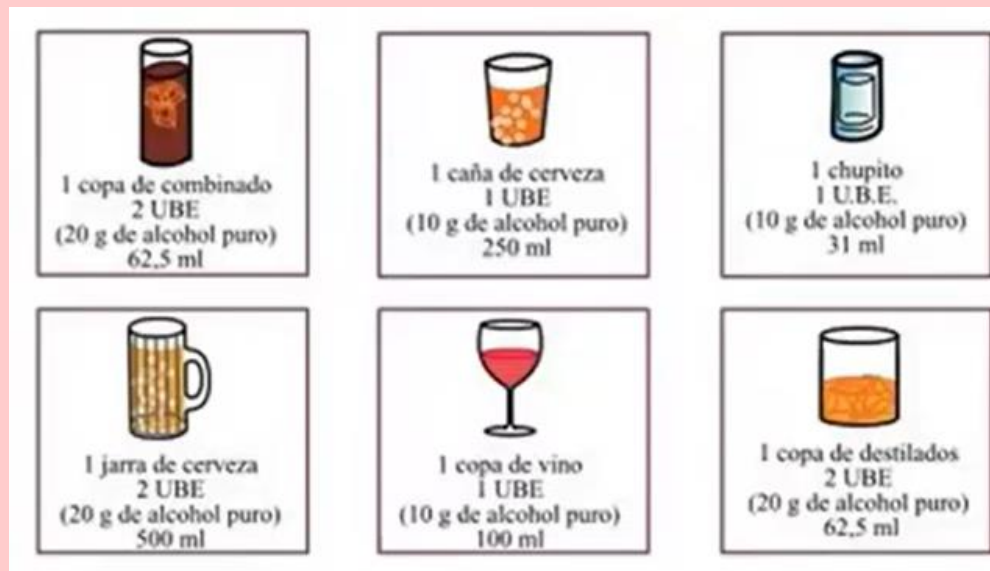 1 copa de combinado
2 UBE
(20 g de alcohol puro)
62,5 ml
1 caña de cerveza
1 UBE
(10 g de alcohol puro)
250 ml
1 chupito
1 U.B.E.
(10 g de alcohol puro)
31 ml
1 jarra de cerveza
2 UBE
(20 g de alcohol puro)
500 ml
1 copa de vino
1 UBE
(10 g de alcohol puro)
100 ml
1 copa de destilados
2 UBE
(20 g de alcohol puro)
62,5 ml